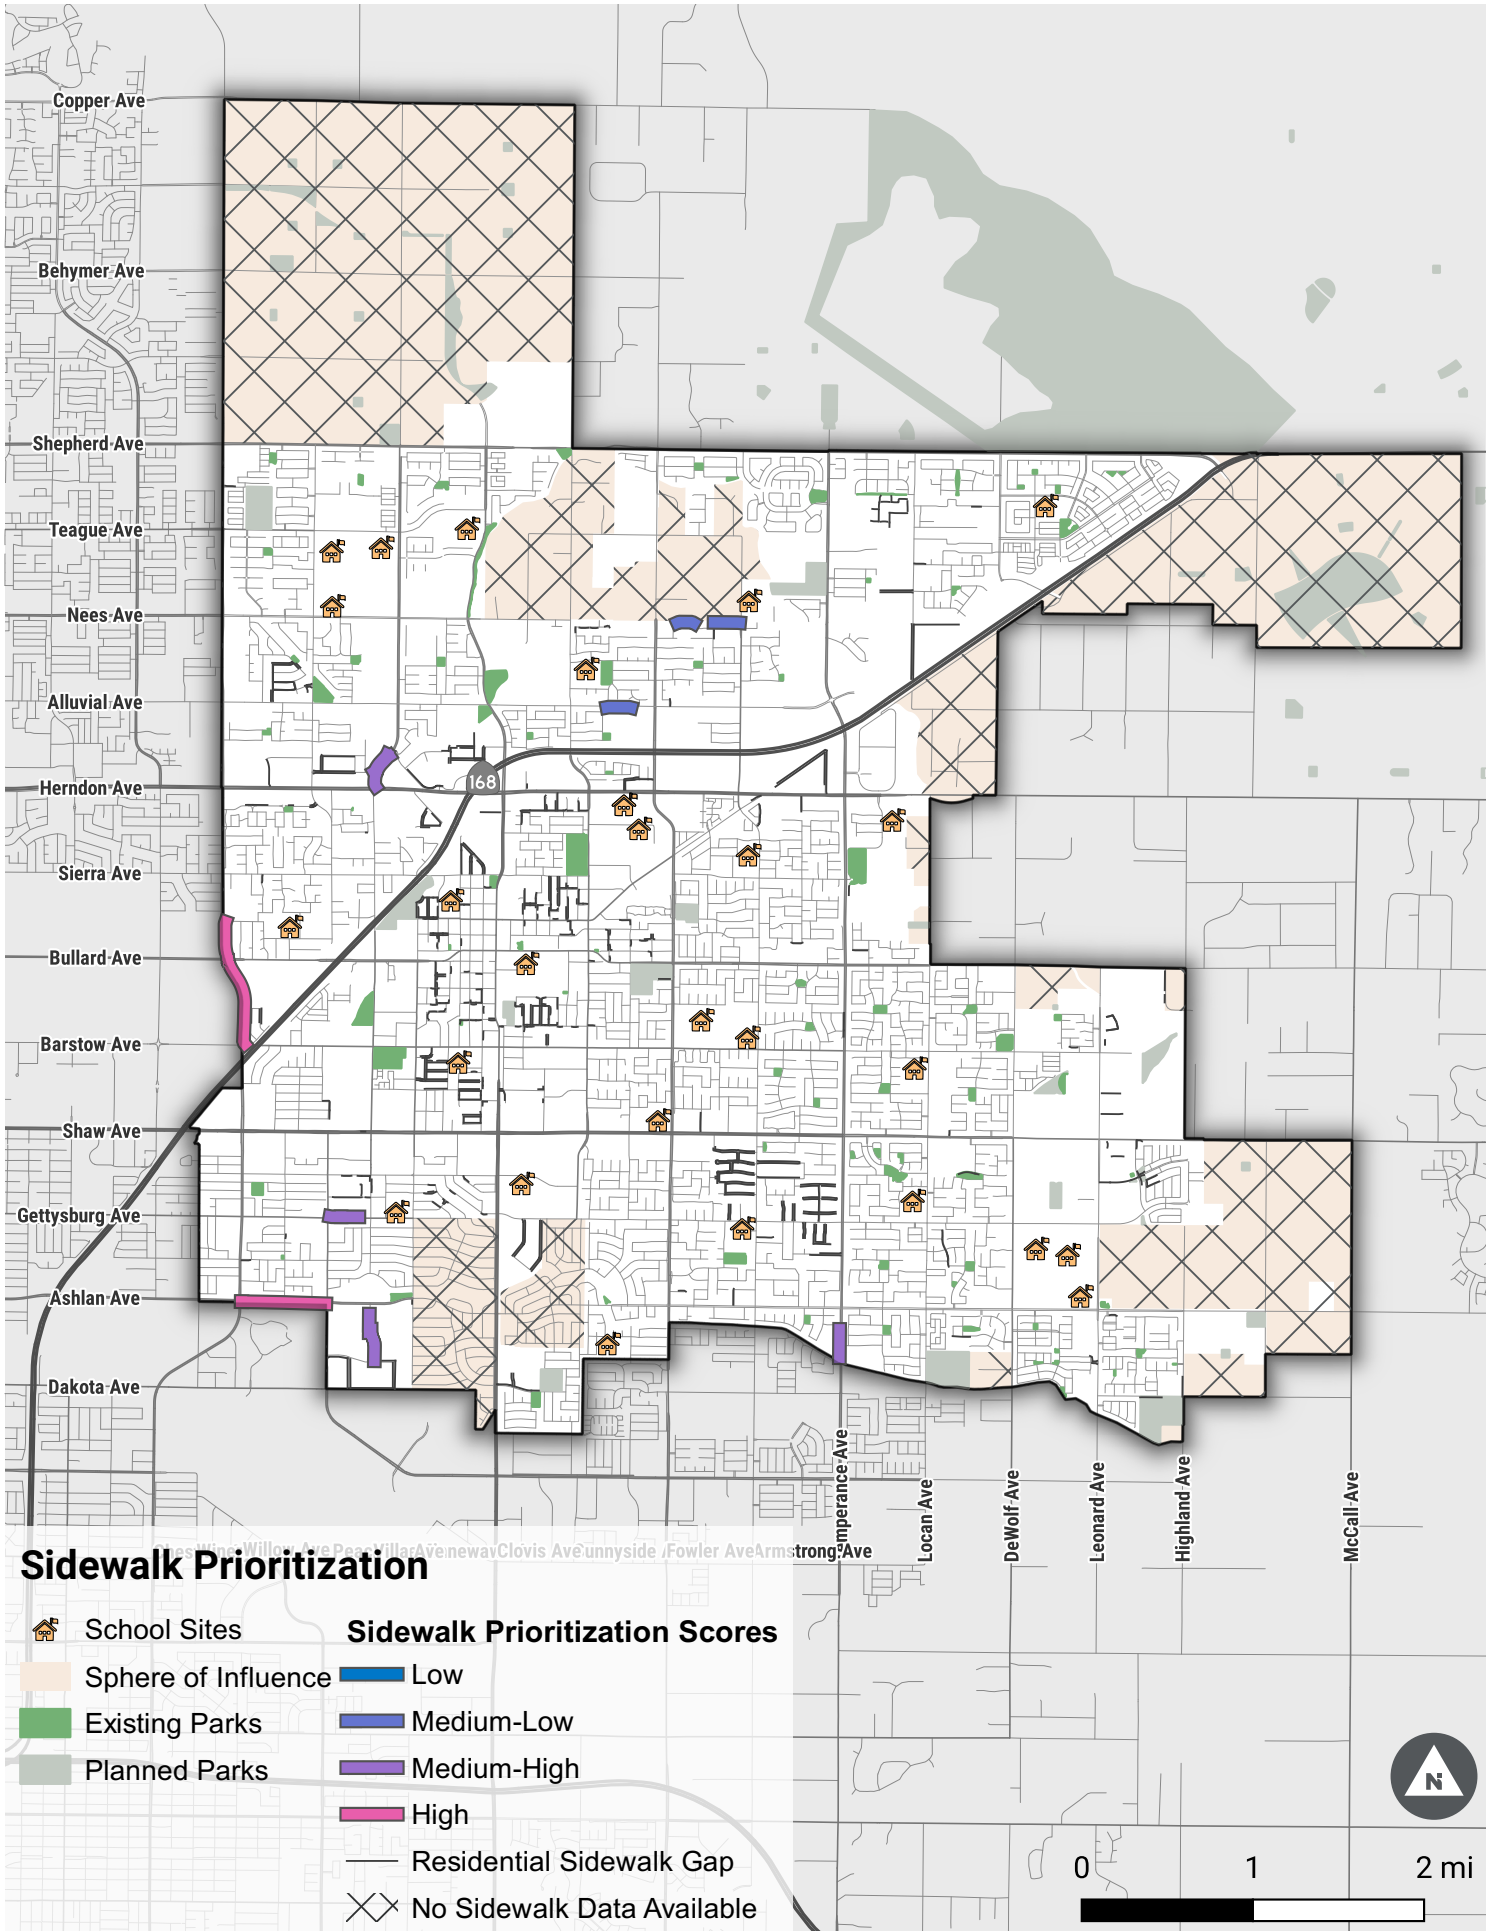 Copper Ave
Behymer Ave
Shepherd Ave
Teague Ave
Nees Ave
Alluvial Ave
168
Herndon Ave
Sierra Ave
Bullard Ave
Barstow Ave
Shaw Ave
Gettysburg Ave
Ashlan Ave
Dakota Ave
Willow Ave
Clovis Ave
Sunnyside
Fowler Ave
Armstrong Ave
Locan Ave
DeWolf Ave
Leonard Ave
Highland Ave
McCall Ave
Sidewalk Prioritization
School Sites
Sphere of Influence
Existing Parks
Planned Parks
Sidewalk Prioritization Scores
Low
Medium-Low
Medium-High
High
Residential Sidewalk Gap
No Sidewalk Data Available
N
0 1 2 mi